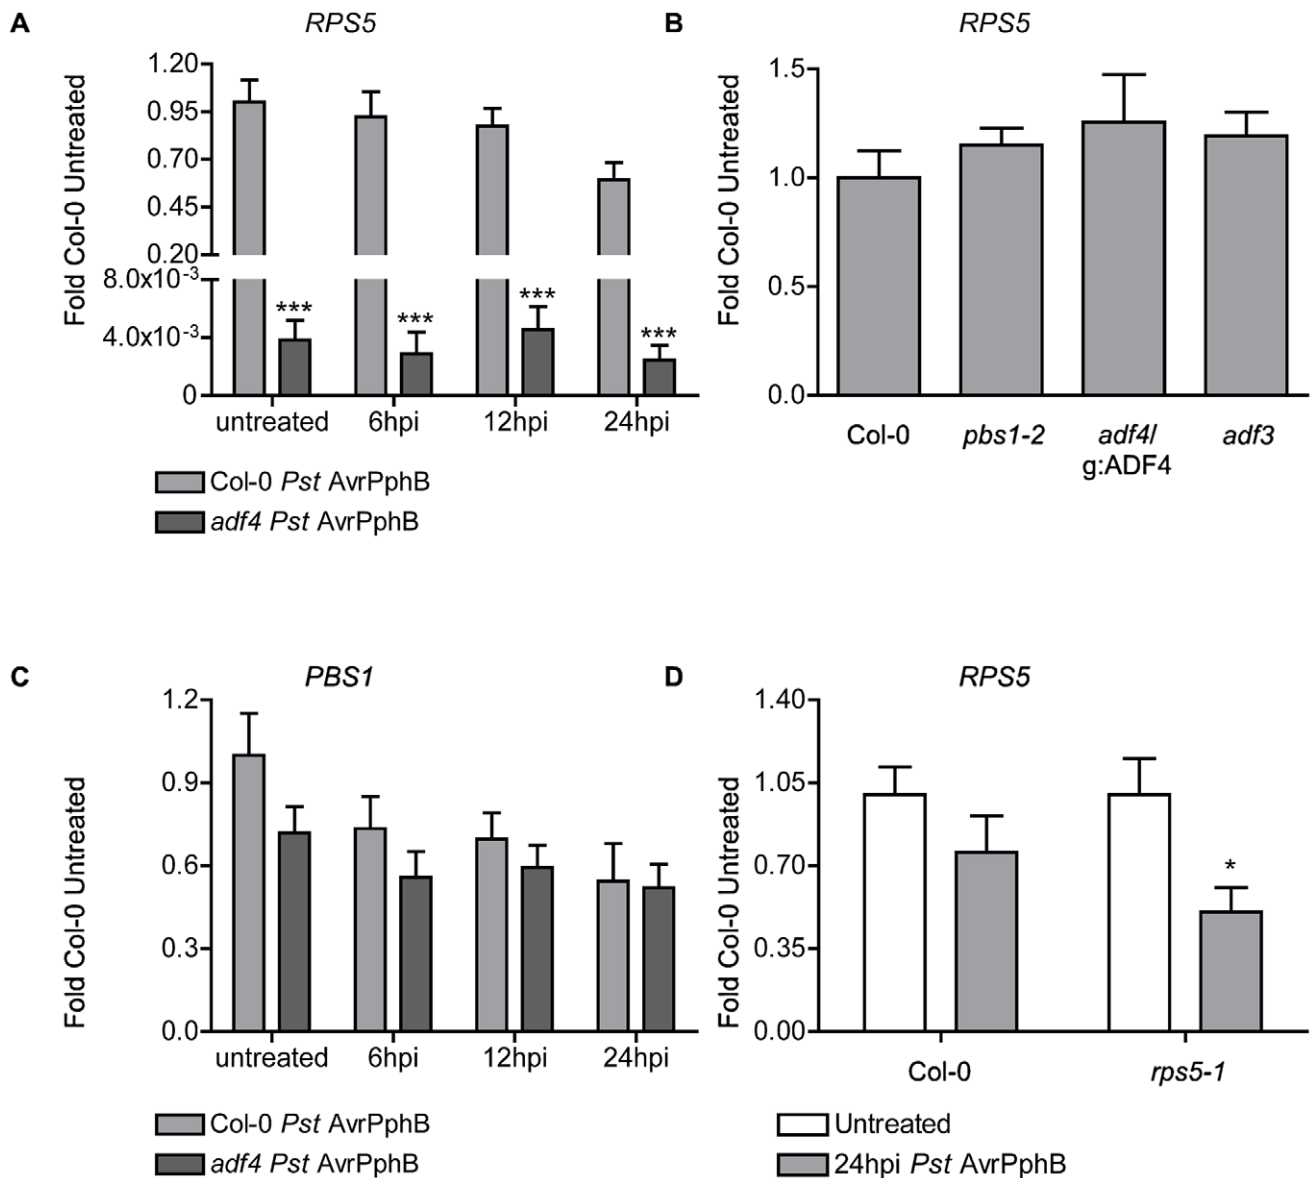 A
RPS5
Fold Col-0 Untreated
1.20
0.95
0.70
0.45
0.20
8.0x10⁻³
4.0x10⁻³
0
***
***
***
***
untreated 6hpi 12hpi 24hpi
Col-0 Pst AvrPphB
adf4 Pst AvrPphB
B
RPS5
Fold Col-0 Untreated
1.5
1.0
0.5
0.0
Col-0 pbs1-2 adf4/ adf3
g:ADF4
C
PBS1
Fold Col-0 Untreated
1.2
0.9
0.6
0.3
0.0
untreated 6hpi 12hpi 24hpi
Col-0 Pst AvrPphB
adf4 Pst AvrPphB
D
RPS5
Fold Col-0 Untreated
1.40
1.05
0.70
0.35
0.00
*
Col-0 rps5-1
Untreated
24hpi Pst AvrPphB